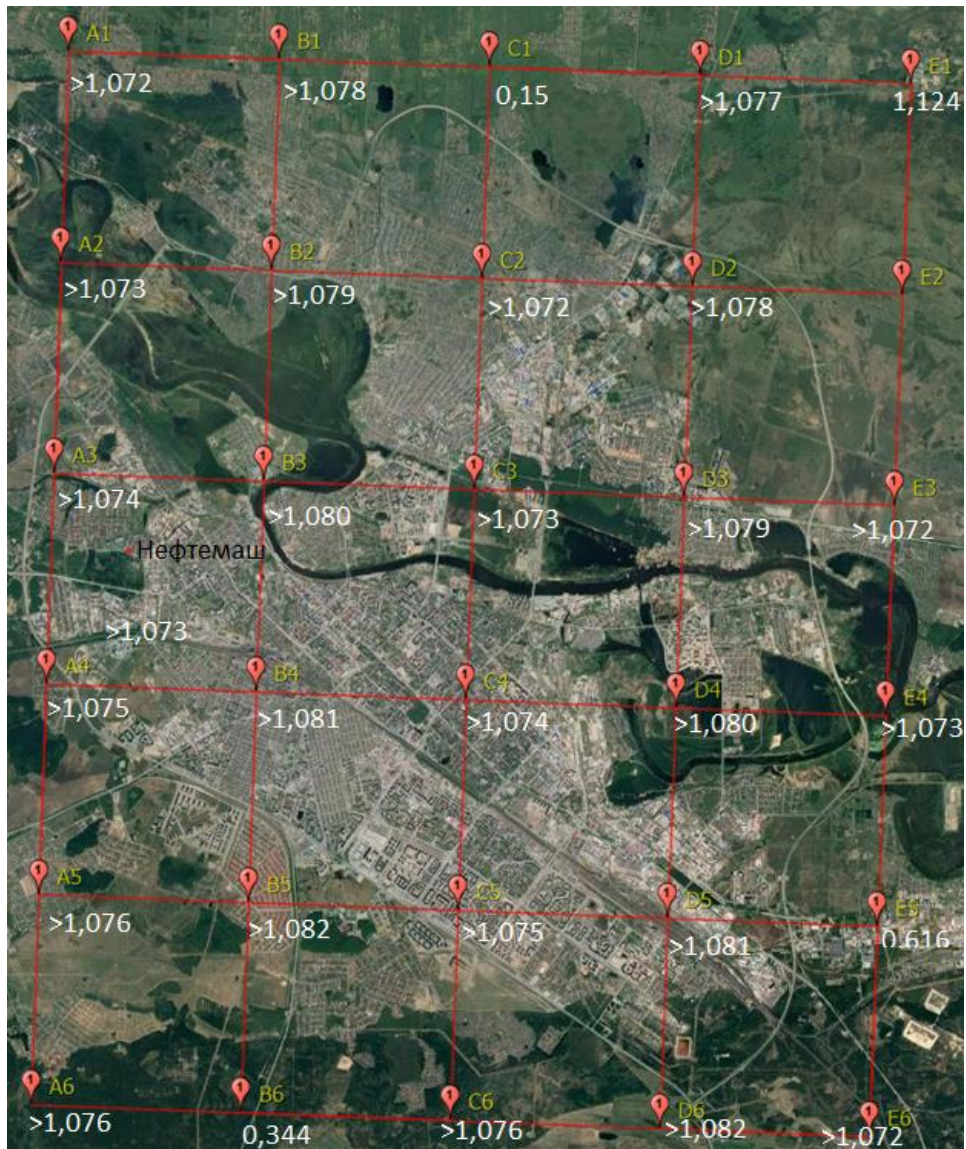 A1 B1 C1 D1 E1
>1,072 >1,078 0,15 >1,077 1,124
A2 B2 C2 D2 E2
>1,073 >1,079 >1,072 >1,078
A3 B3 C3 D3 E3
>1,074 >1,080 >1,073 >1,079 >1,072
Нефтемаш
>1,073
A4 B4 C4 D4 E4
>1,075 >1,081 >1,074 >1,080 >1,073
A5 B5 C5 D5 E5
>1,076 >1,082 >1,075 >1,081 0,616
A6 B6 C6 D6 E6
>1,076 0,344 >1,076 >1,082 >1,072